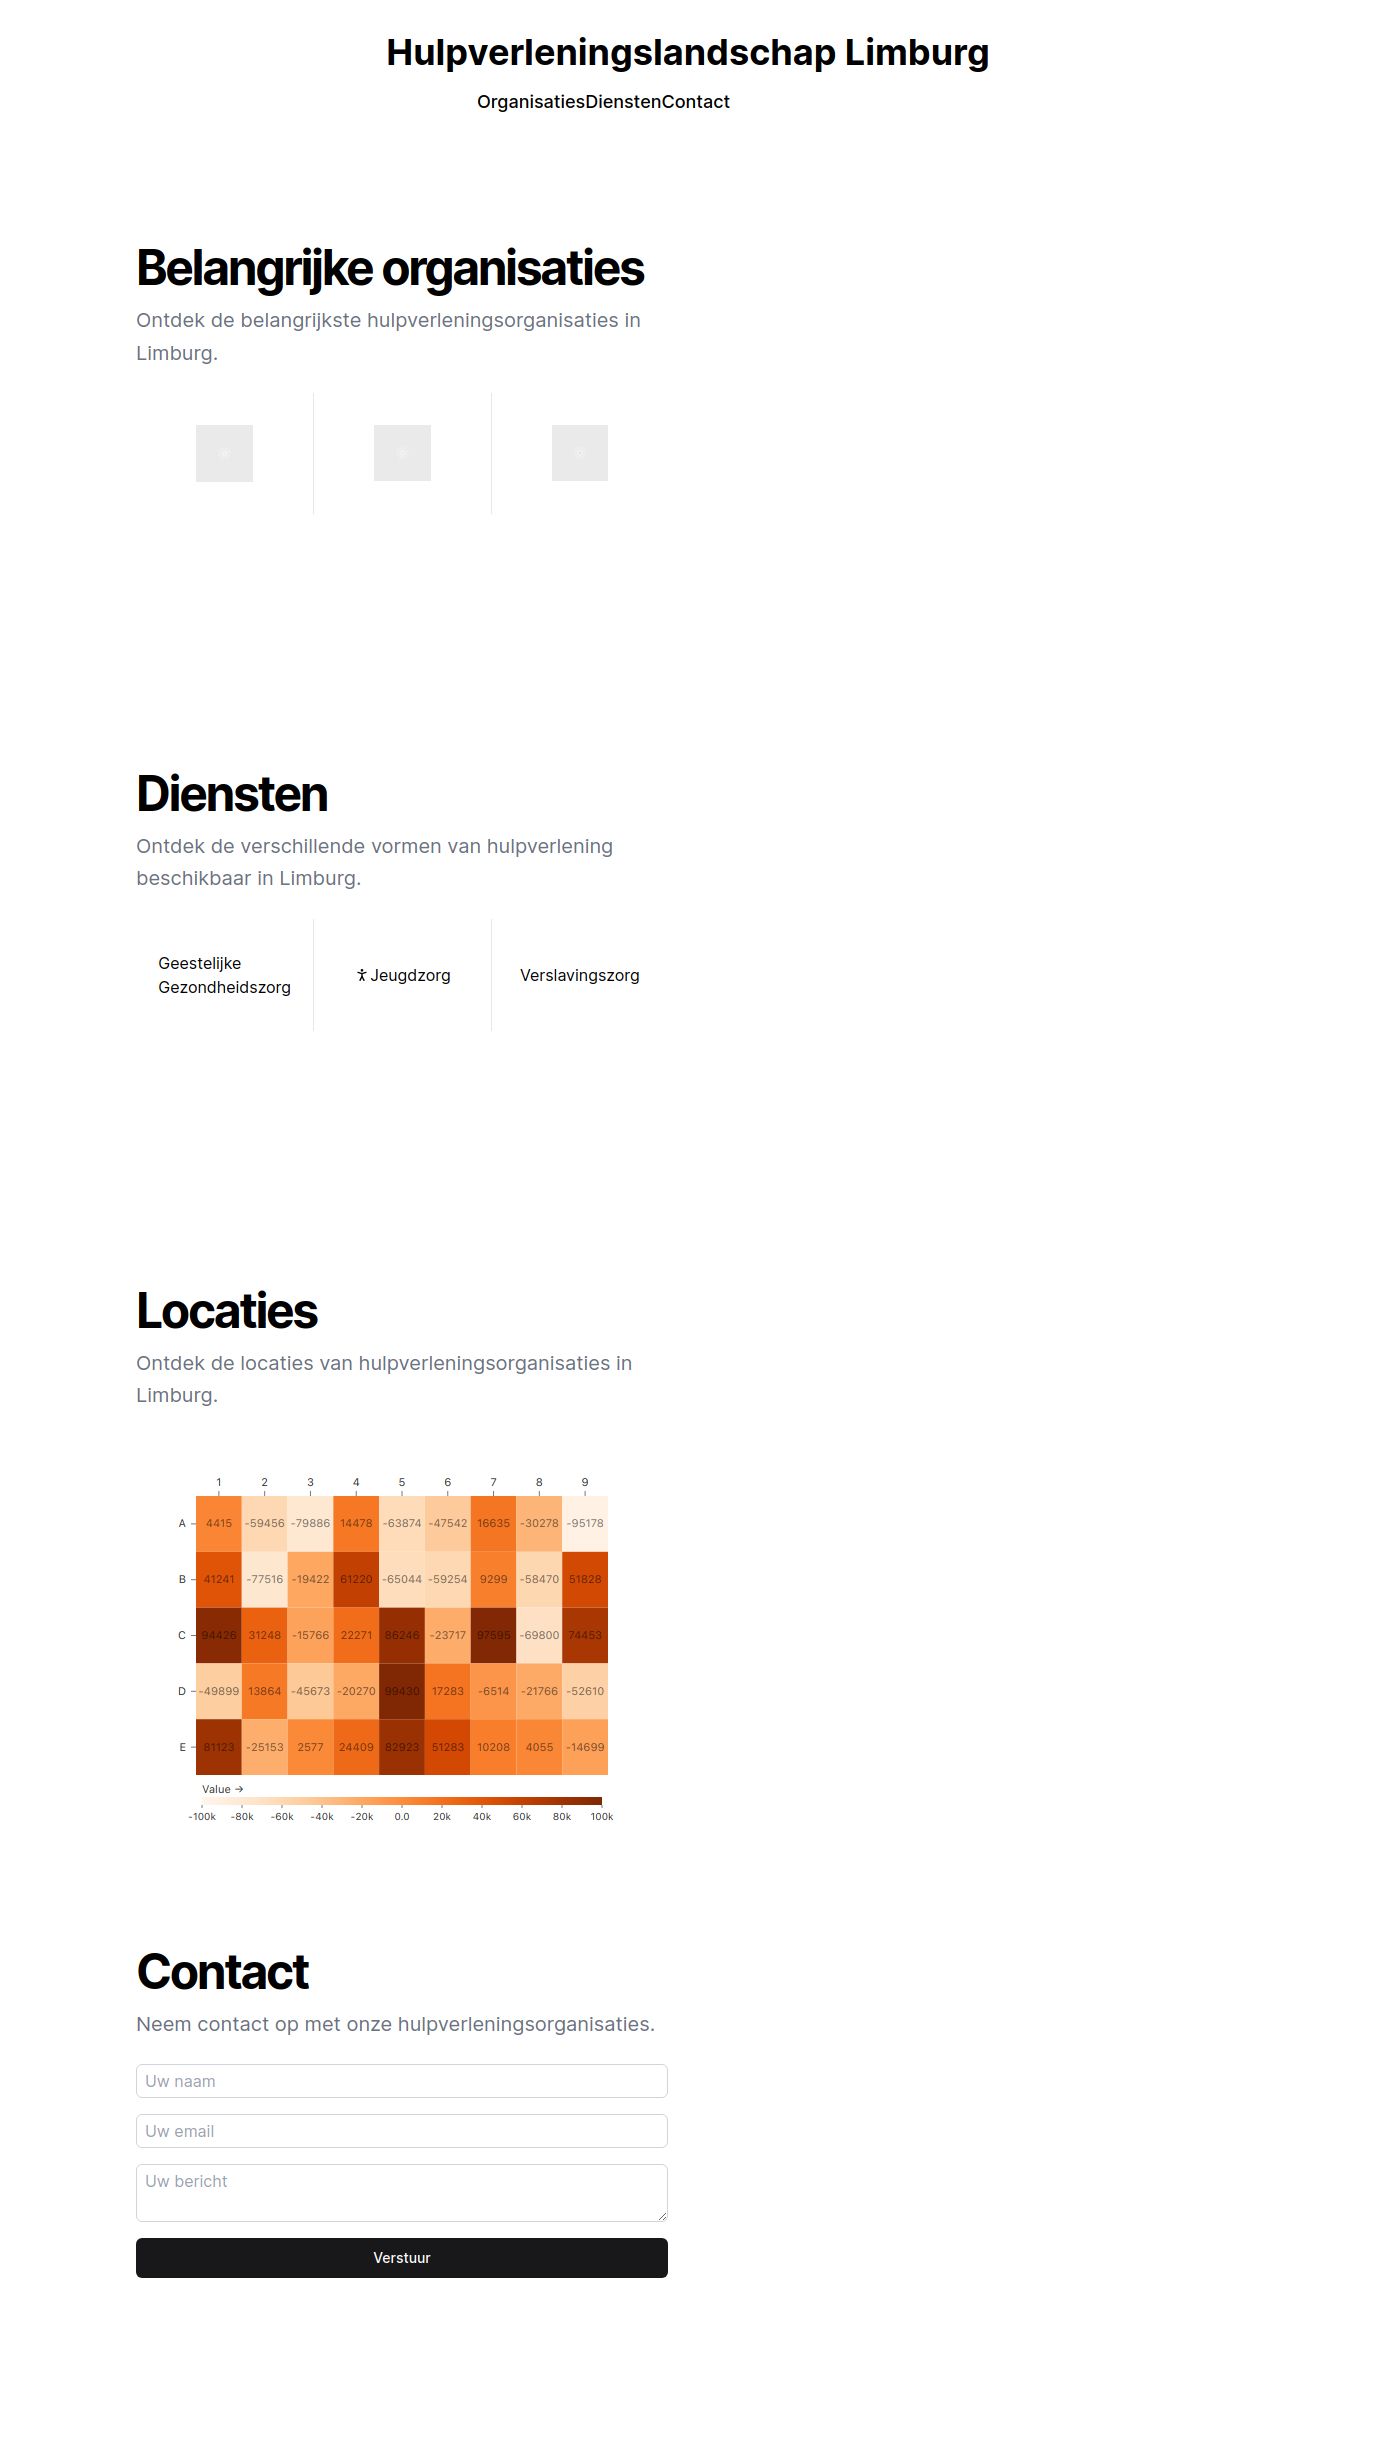 Hulpverleningslandschap Limburg
OrganisatiesDienstenContact
Belangrijke organisaties
Ontdek de belangrijkste hulpverleningsorganisaties in
Limburg.
Diensten
Ontdek de verschillende vormen van hulpverlening
beschikbaar in Limburg.
Geestelijke
Gezondheidszorg
Jeugdzorg
Verslavingszorg
Locaties
Ontdek de locaties van hulpverleningsorganisaties in
Limburg.
1 2 3 4 5 6 7 8 9
A 4415 -59456 -79886 14478 -63874 -47542 16635 -30278 -95178
B 41241 -77516 -19422 61220 -65044 -59254 9299 -58470 51828
C 94426 31248 -15766 22271 86246 -23717 97595 -69800 74453
D -49899 13864 -45673 -20270 99430 17283 -6514 -21766 -52610
E 81123 -25153 2577 24409 82923 51283 10208 4055 -14699
Value →
-100k -80k -60k -40k -20k 0.0 20k 40k 60k 80k 100k
Contact
Neem contact op met onze hulpverleningsorganisaties.
Uw naam
Uw email
Uw bericht
Verstuur